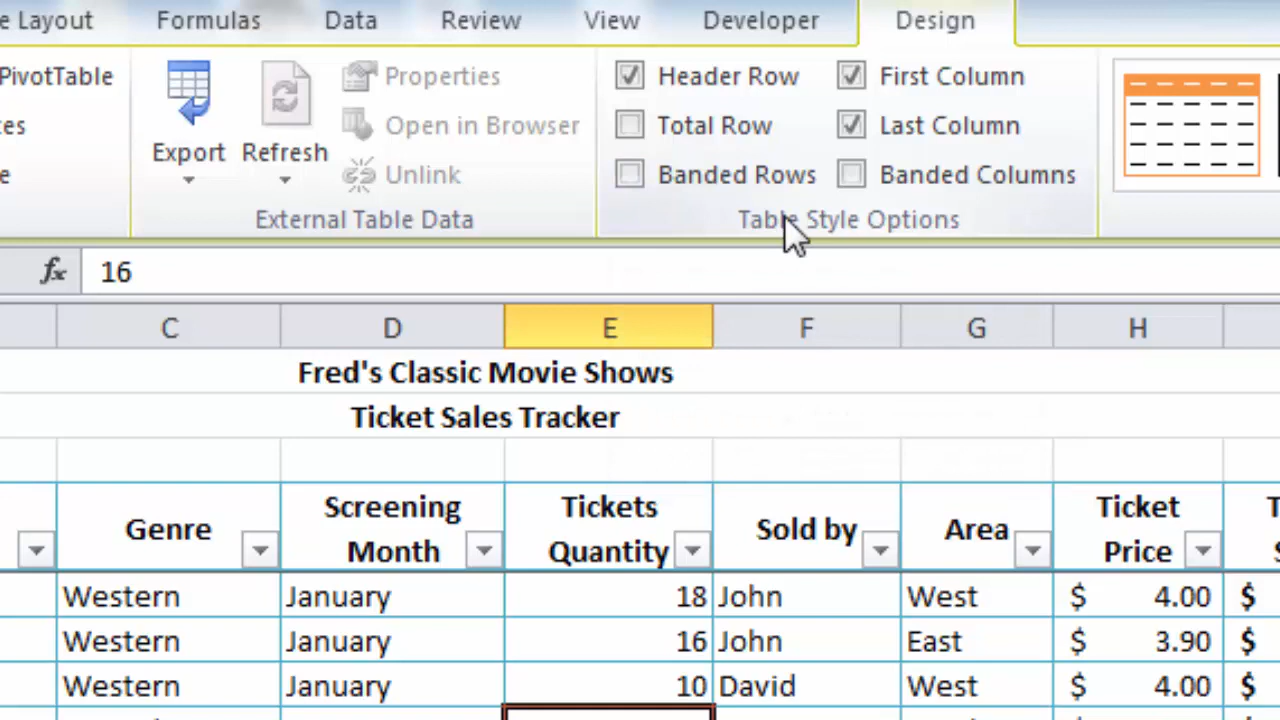 e Layout Formulas Data Review View Developer Design
PivotTable Export Refresh Properties Header Row First Column
es Open in Browser Total Row Last Column
e Unlink Banded Rows Banded Columns
External Table Data Table Style Options
fx 16
C D E F G H
Fred's Classic Movie Shows
Ticket Sales Tracker
Genre Screening Month Tickets Quantity Sold by Area Ticket Price
Western January 18 John West $ 4.00 $
Western January 16 John East $ 3.90 $
Western January 10 David West $ 4.00 $